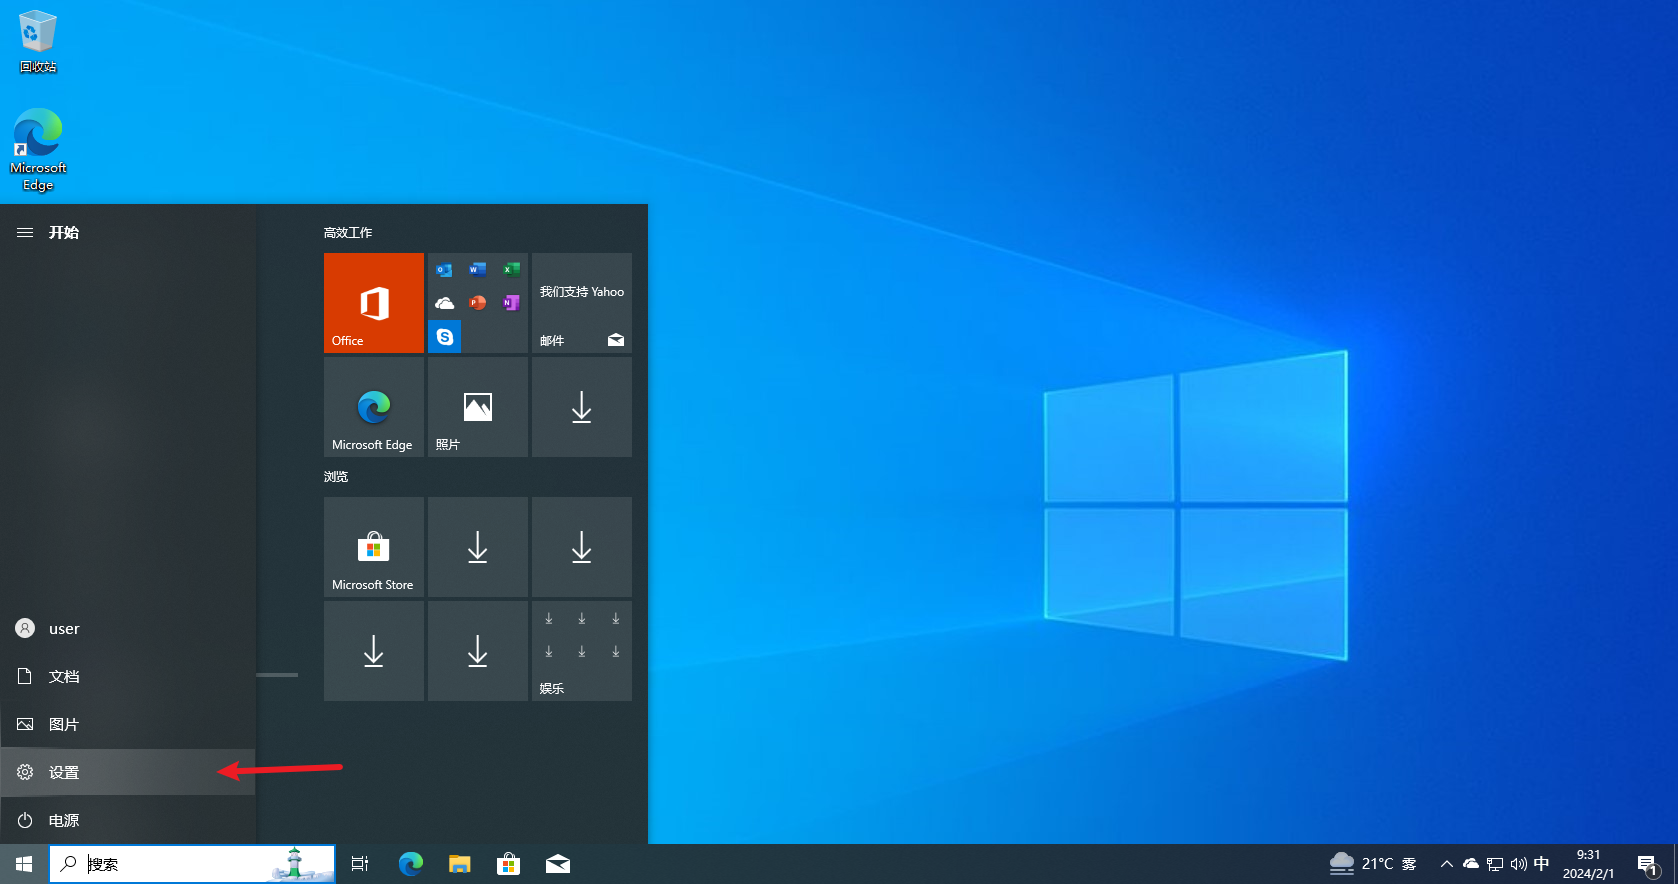 回收站
Microsoft
Edge
开始
高效工作
Office
我们支持 Yahoo
邮件
Microsoft Edge
照片
浏览
Microsoft Store
娱乐
user
文档
图片
设置
电源
搜索
21°C 雾
中
9:31
2024/2/1
1